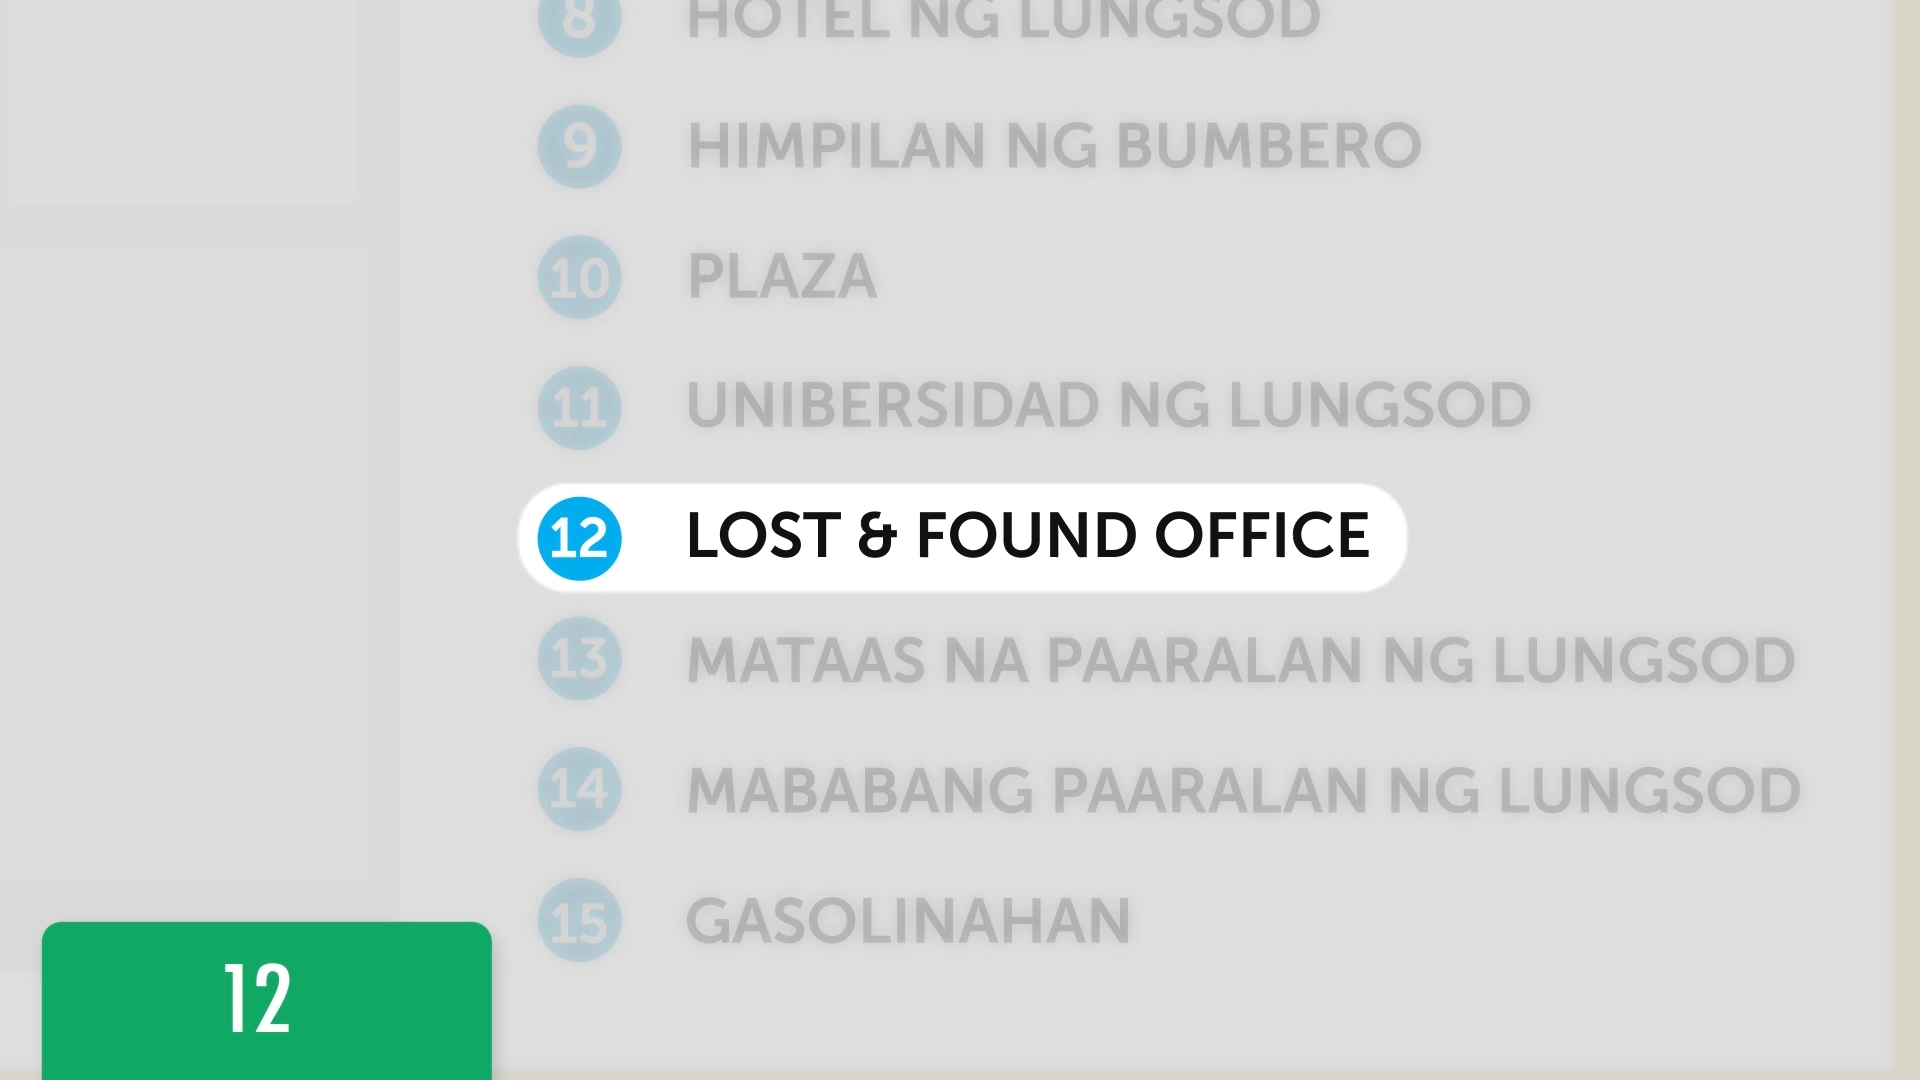 8 HOTEL NG LUNGSOD
9 HIMPILAN NG BUMBERO
10 PLAZA
11 UNIBERSIDAD NG LUNGSOD
12 LOST & FOUND OFFICE
13 MATAAS NA PAARALAN NG LUNGSOD
14 MABABANG PAARALAN NG LUNGSOD
15 GASOLINAHAN
12